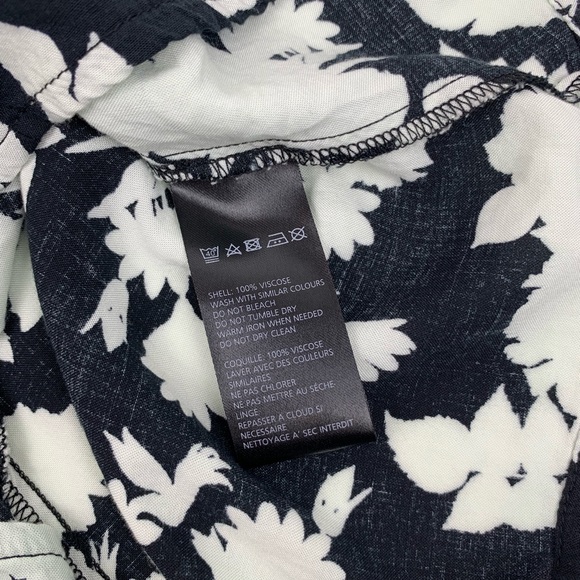 40
SHELL: 100% VISCOSE
WASH WITH SIMILAR COLOURS
DO NOT BLEACH
DO NOT TUMBLE DRY
WARM IRON WHEN NEEDED
DO NOT DRY CLEAN
COQUILLE: 100% VISCOSE
LAVER AVEC DES COULEURS
SIMILAIRES
NE PAS CHLORER
NE PAS METTRE AU SÈCHE
LINGE
REPASSER A CLOUD SI
NECESSAIRE
NETTOYAGE A' SEC INTERDIT